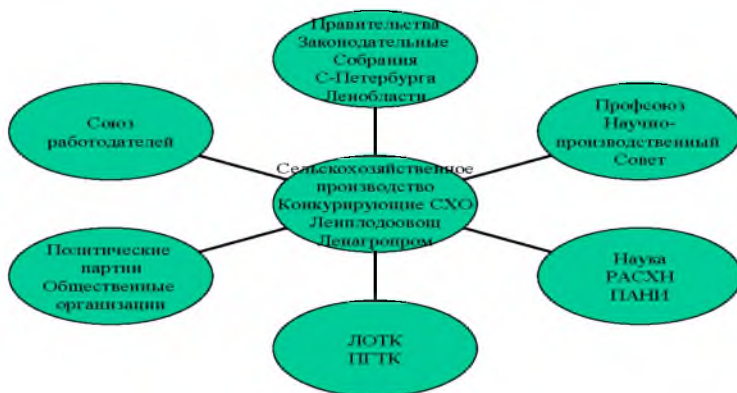 Правительства
Законодательные
Собрания
С-Петербурга
Ленобласти
Союз
работодателей
Профсоюз
Научно-
производственный
Совет
Сельскохозяйственное
производство
Конкурирующие СХО
Ленплодоовощ
Ленагропром
Политические
партии
Общественные
организации
Наука
РАСХН
ПАНИ
ЛОТК
ПГТК